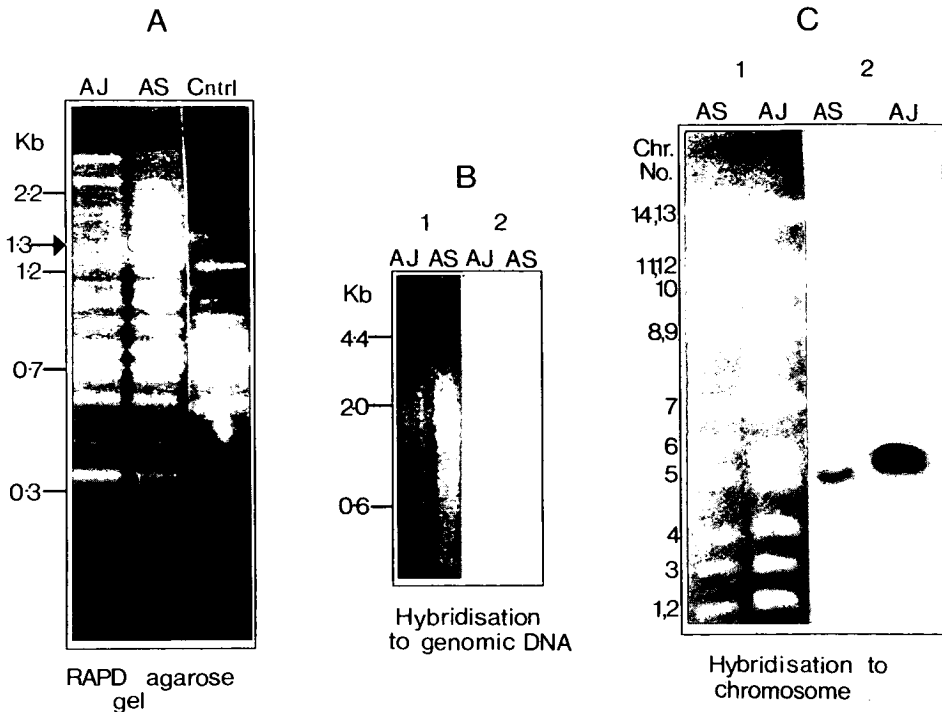 A
AJ AS Cntrl
Kb
2·2
1·3
1·2
0·7
0·3
RAPD agarose
gel
B
1 2
AJ AS AJ AS
Kb
4·4
2·0
0·6
Hybridisation
to genomic DNA
C
1 2
AS AJ AS AJ
Chr.
No.
14,13
11,12
10
8,9
7
6
5
4
3
1,2
Hybridisation to
chromosome